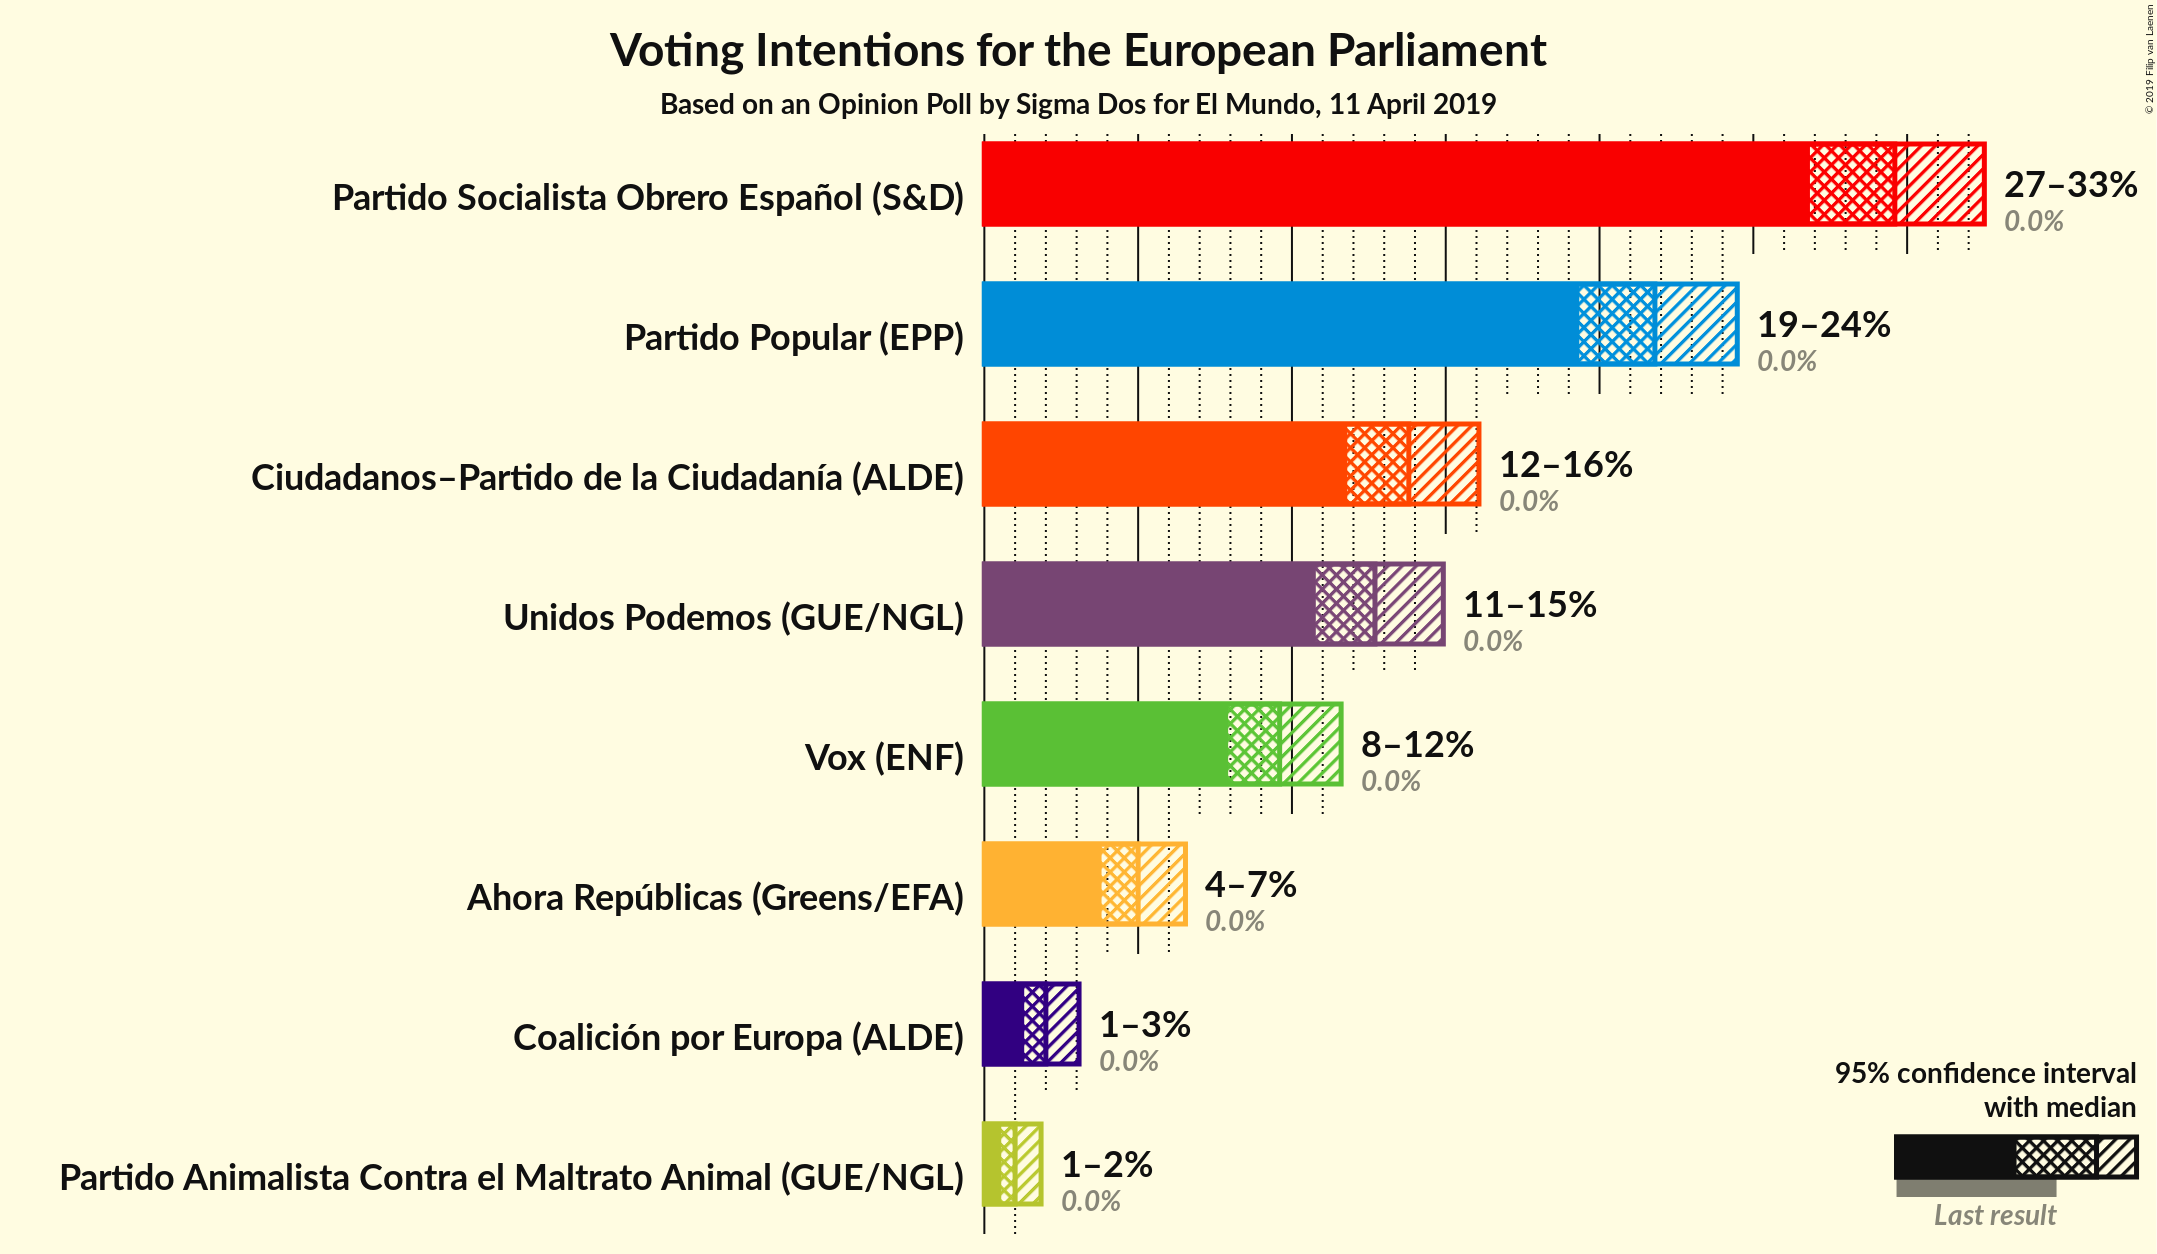 Voting Intentions for the European Parliament
Based on an Opinion Poll by Sigma Dos for El Mundo, 11 April 2019
© 2019 Filip van Laenen
Partido Socialista Obrero Español (S&D)
27–33%
0.0%
Partido Popular (EPP)
19–24%
0.0%
Ciudadanos–Partido de la Ciudadanía (ALDE)
12–16%
0.0%
Unidos Podemos (GUE/NGL)
11–15%
0.0%
Vox (ENF)
8–12%
0.0%
Ahora Repúblicas (Greens/EFA)
4–7%
0.0%
Coalición por Europa (ALDE)
1–3%
0.0%
Partido Animalista Contra el Maltrato Animal (GUE/NGL)
1–2%
0.0%
95% confidence interval
with median
Last result